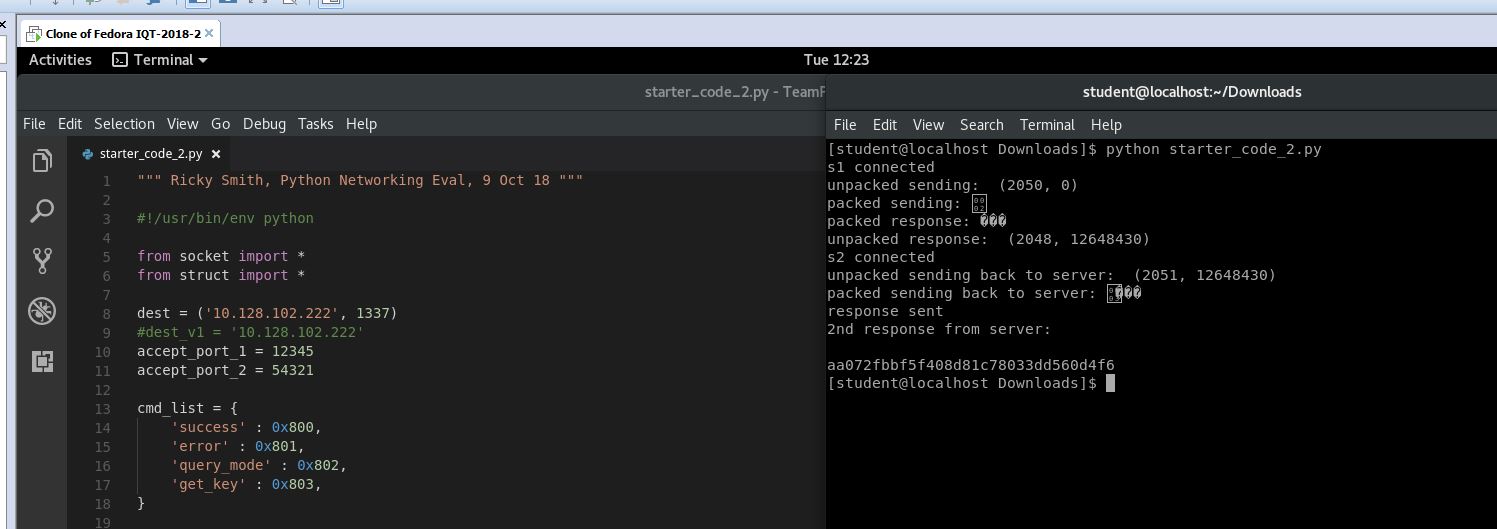 Clone of Fedora IQT-2018-2
Activities Terminal Tue 12:23
starter_code_2.py - Team
File Edit Selection View Go Debug Tasks Help
starter_code_2.py
1 """ Ricky Smith, Python Networking Eval, 9 Oct 18 """
2
3 #!/usr/bin/env python
4
5 from socket import *
6 from struct import *
7
8 dest = ('10.128.102.222', 1337)
9 #dest_v1 = '10.128.102.222'
10 accept_port_1 = 12345
11 accept_port_2 = 54321
12
13 cmd_list = {
14 'success' : 0x800,
15 'error' : 0x801,
16 'query_mode' : 0x802,
17 'get_key' : 0x803,
18 }
19
student@localhost:~/Downloads
File Edit View Search Terminal Help
[student@localhost Downloads]$ python starter_code_2.py
s1 connected
unpacked sending:  (2050, 0)
packed sending:
packed response: ���
unpacked response:  (2048, 12648430)
s2 connected
unpacked sending back to server:  (2051, 12648430)
packed sending back to server: ���
response sent
2nd response from server:
aa072fbbf5f408d81c78033dd560d4f6
[student@localhost Downloads]$